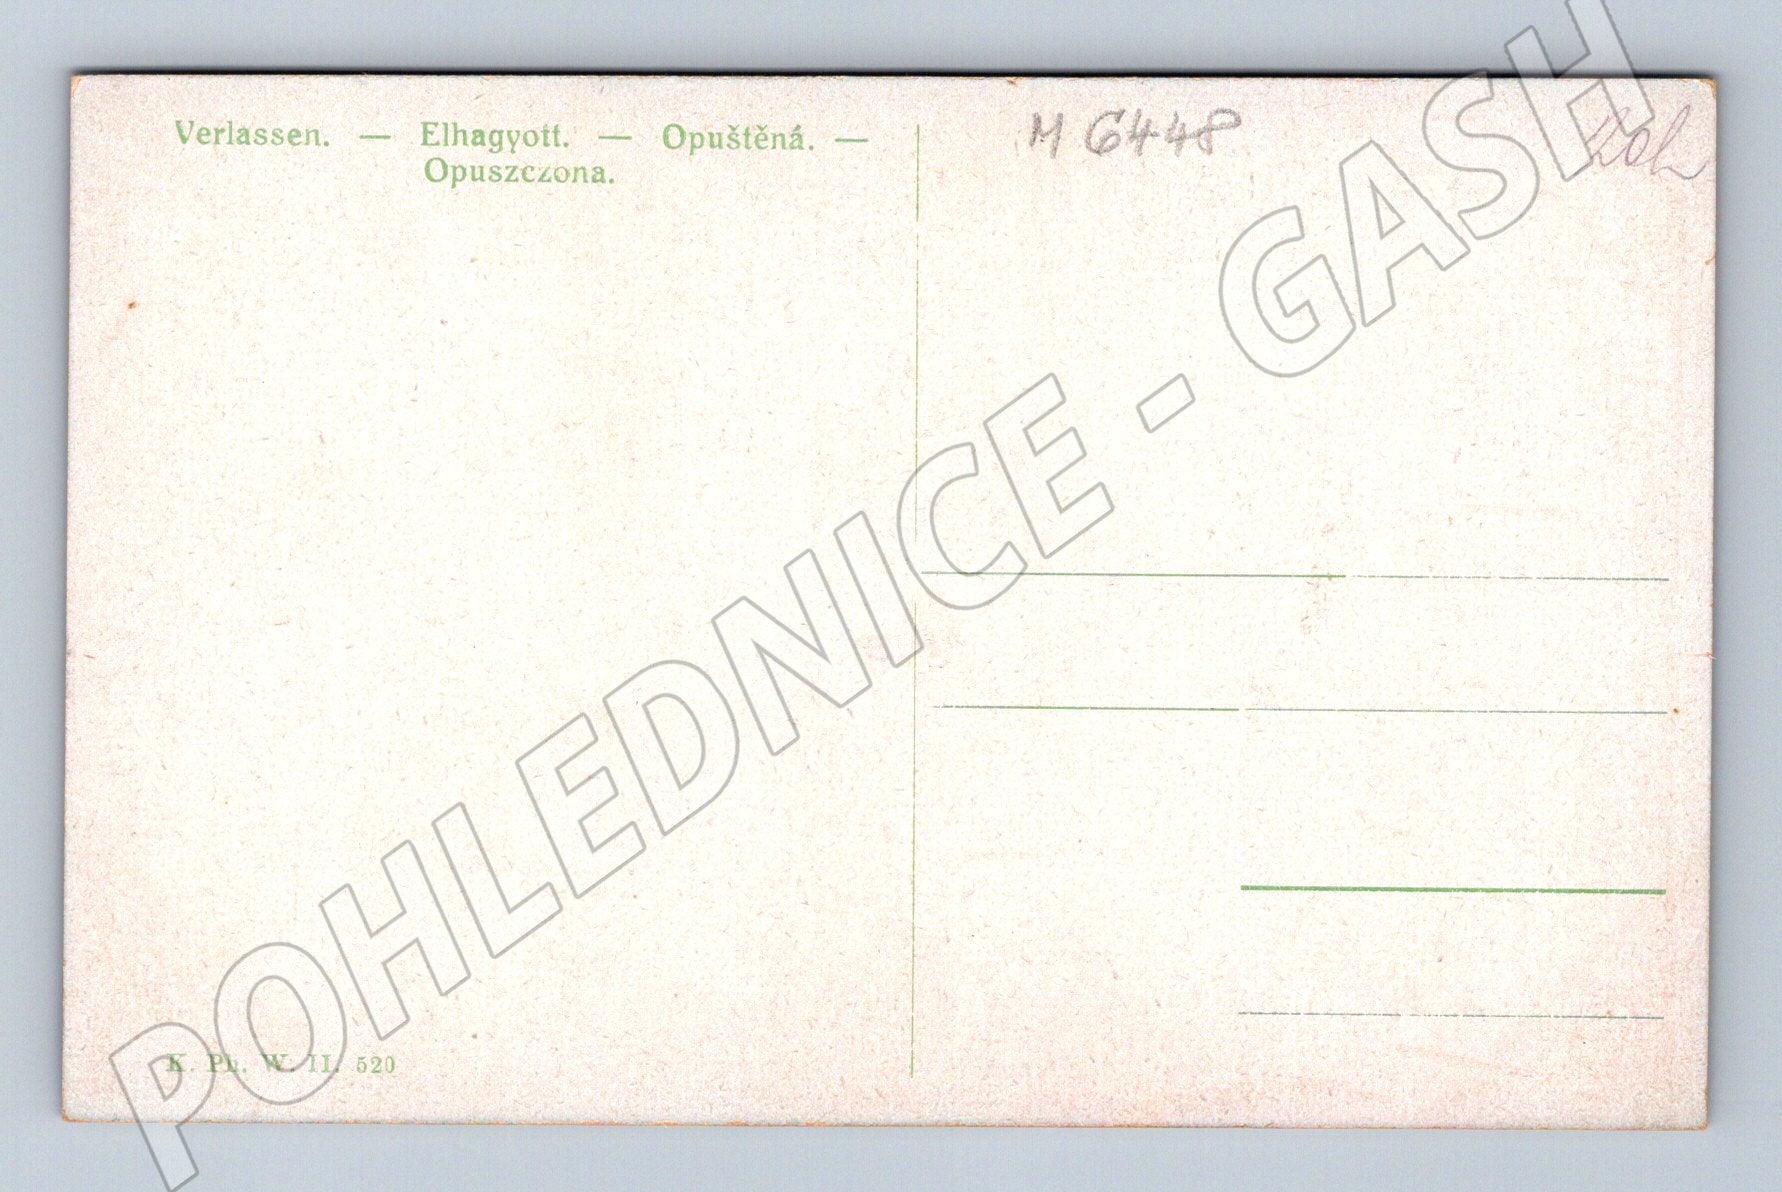 Verlassen. — Elhagyott. — Opuštěná. —
Opuszczona.
M 6448
K. Ph. W. II. 520
POHLEDNICE - GASH